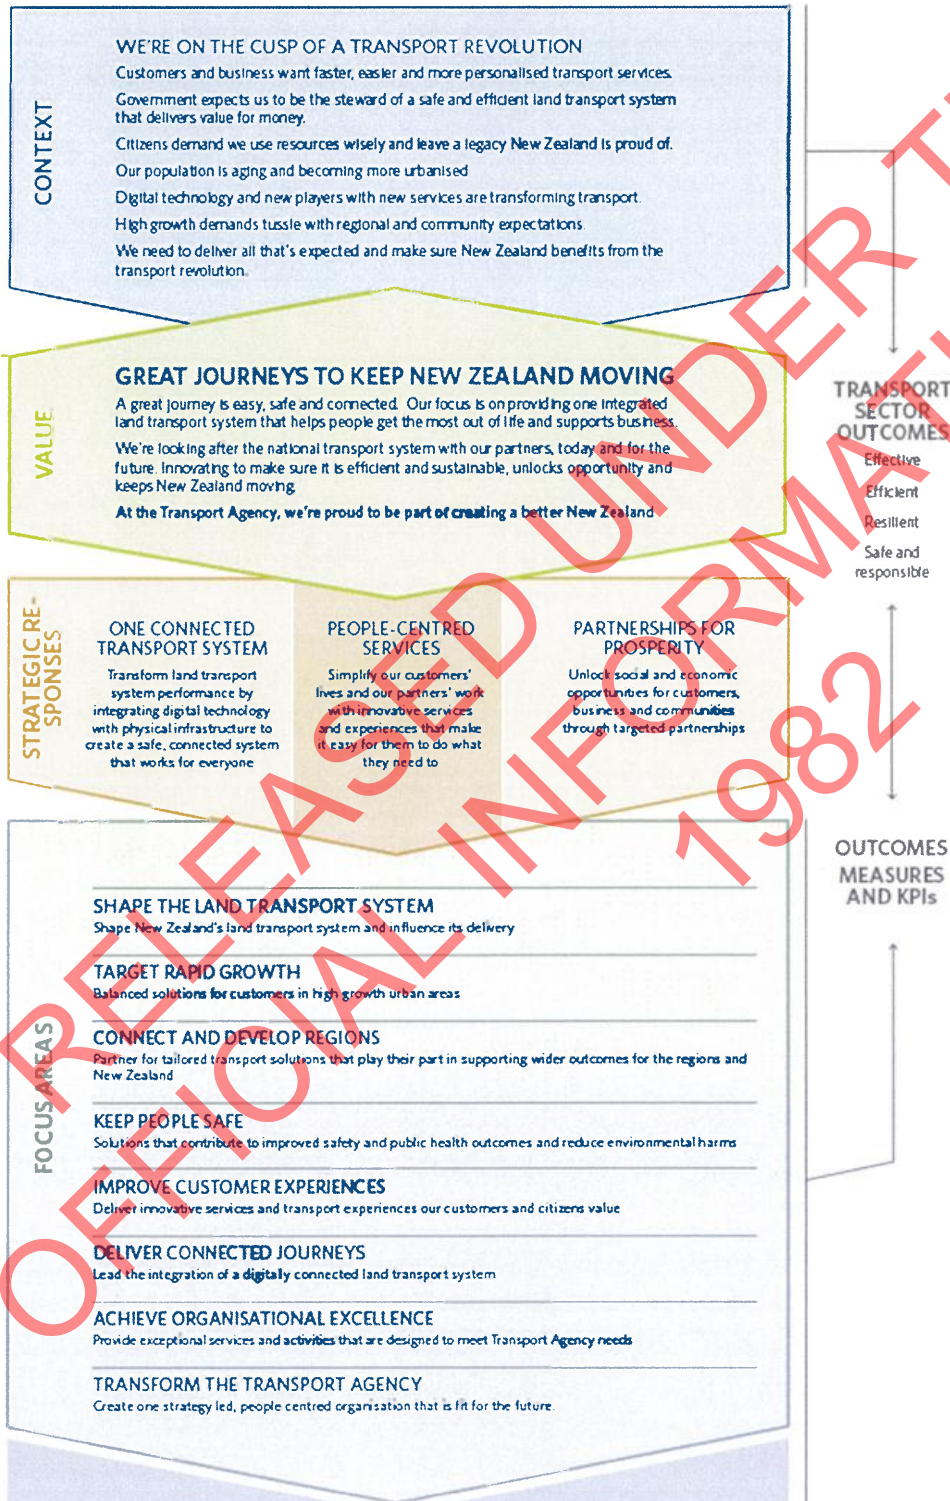 CONTEXT
WE'RE ON THE CUSP OF A TRANSPORT REVOLUTION
Customers and business want faster, easier and more personalised transport services.
Government expects us to be the steward of a safe and efficient land transport system
that delivers value for money.
Citizens demand we use resources wisely and leave a legacy New Zealand is proud of.
Our population is aging and becoming more urbanised
Digital technology and new players with new services are transforming transport.
High growth demands tussle with regional and community expectations.
We need to deliver all that's expected and make sure New Zealand benefits from the
transport revolution.
VALUE
GREAT JOURNEYS TO KEEP NEW ZEALAND MOVING
A great journey is easy, safe and connected. Our focus is on providing one integrated
land transport system that helps people get the most out of life and supports business.
We're looking after the national transport system with our partners, today and for the
future. Innovating to make sure it is efficient and sustainable, unlocks opportunity and
keeps New Zealand moving
At the Transport Agency, we're proud to be part of creating a better New Zealand
STRATEGIC RE-
SPONSES
ONE CONNECTED
TRANSPORT SYSTEM
Transform land transport
system performance by
integrating digital technology
with physical infrastructure to
create a safe, connected system
that works for everyone
PEOPLE-CENTRED
SERVICES
Simplify our customers'
lives and our partners' work
with innovative services
and experiences that make
it easy for them to do what
they need to
PARTNERSHIPS FOR
PROSPERITY
Unlock social and economic
opportunities for customers,
business and communities
through targeted partnerships
FOCUS AREAS
SHAPE THE LAND TRANSPORT SYSTEM
Shape New Zealand's land transport system and influence its delivery
TARGET RAPID GROWTH
Balanced solutions for customers in high growth urban areas
CONNECT AND DEVELOP REGIONS
Partner for tailored transport solutions that play their part in supporting wider outcomes for the regions and
New Zealand
KEEP PEOPLE SAFE
Solutions that contribute to improved safety and public health outcomes and reduce environmental harms
IMPROVE CUSTOMER EXPERIENCES
Deliver innovative services and transport experiences our customers and citizens value
DELIVER CONNECTED JOURNEYS
Lead the integration of a digitally connected land transport system
ACHIEVE ORGANISATIONAL EXCELLENCE
Provide exceptional services and activities that are designed to meet Transport Agency needs
TRANSFORM THE TRANSPORT AGENCY
Create one strategy led, people centred organisation that is fit for the future.
TRANSPORT
SECTOR
OUTCOMES
Effective
Efficient
Resilient
Safe and
responsible
OUTCOMES
MEASURES
AND KPIs
RELEASED UNDER
OFFICIAL
1982